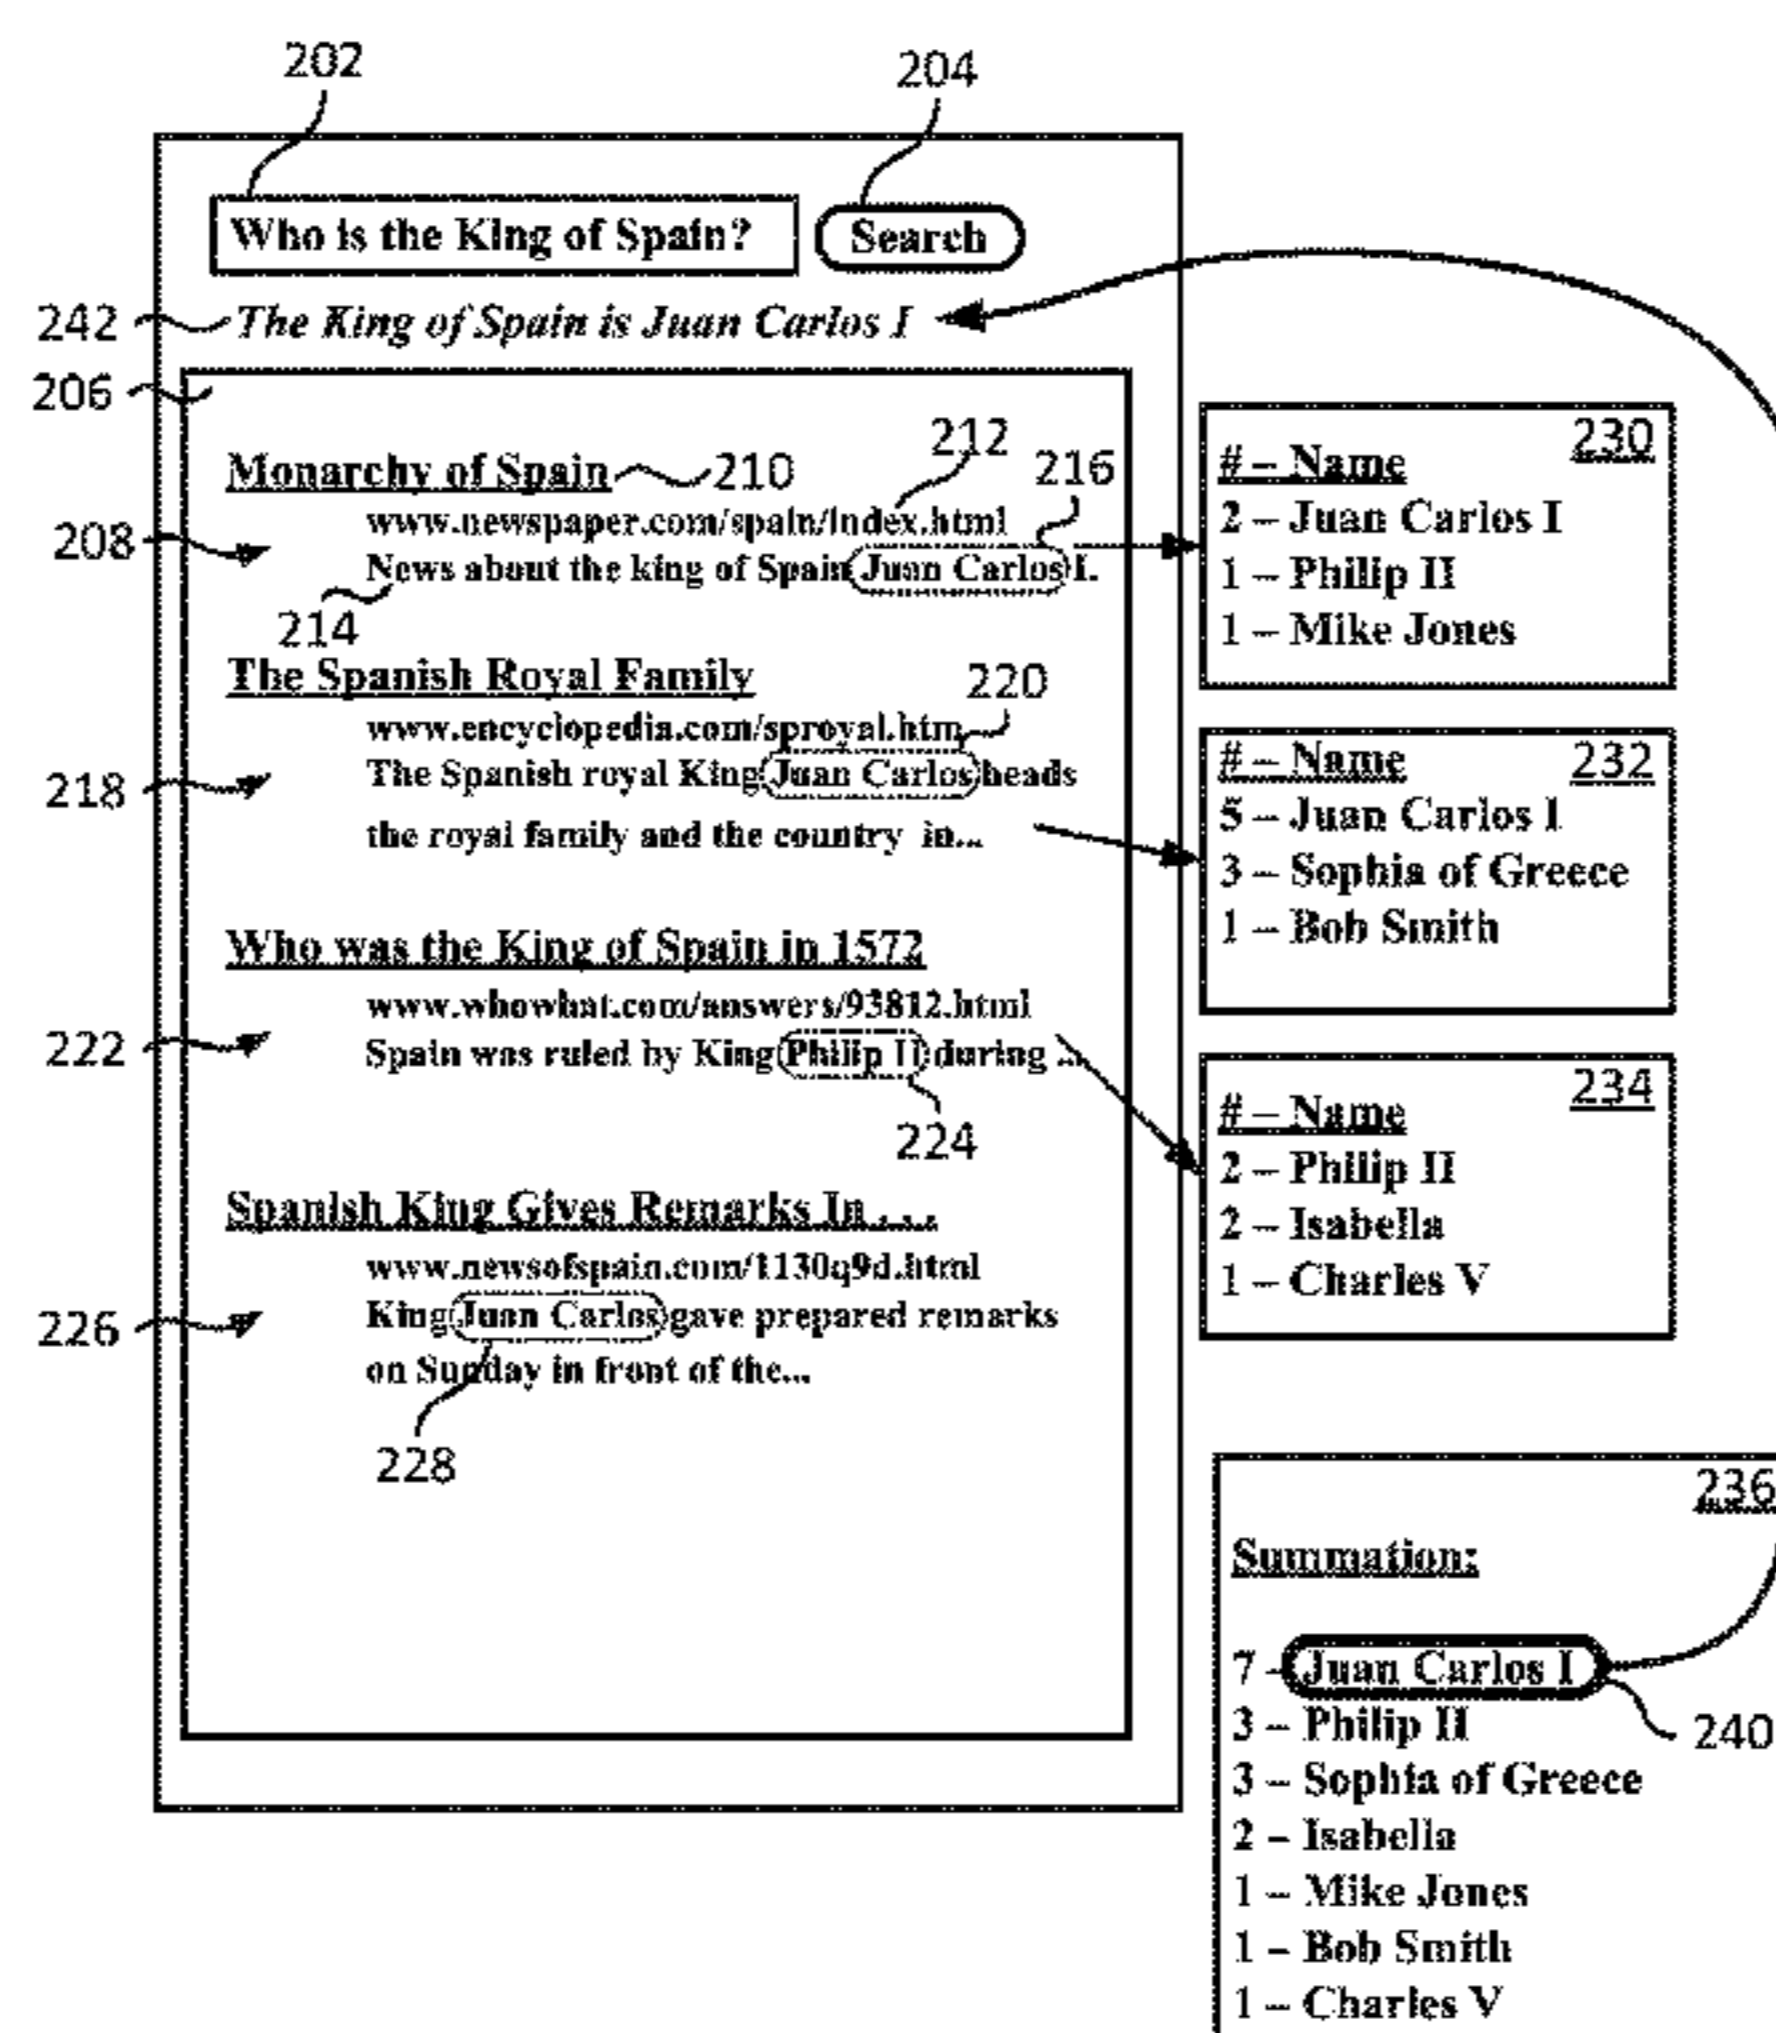 202
204
Who is the King of Spain?
Search
242
The King of Spain is Juan Carlos I
206
212
Monarchy of Spain
210
216
www.newspaper.com/spain/index.html
208
News about the king of Spain Juan Carlos I.
214
The Spanish Royal Family
220
www.encyclopedia.com/sproyal.htm
218
The Spanish royal King Juan Carlos heads
the royal family and the country in...
Who was the King of Spain in 1572
www.whowhat.com/answers/93812.html
222
Spain was ruled by King Philip II during ...
224
Spanish King Gives Remarks In . . .
www.newsofspain.com/1130q9d.html
226
King Juan Carlos gave prepared remarks
on Sunday in front of the...
228
230
# – Name
2 – Juan Carlos I
1 – Philip II
1 – Mike Jones
232
# – Name
5 – Juan Carlos I
3 – Sophia of Greece
1 – Bob Smith
234
# – Name
2 – Philip II
2 – Isabella
1 – Charles V
236
Summation:
7 – Juan Carlos I
240
3 – Philip II
3 – Sophia of Greece
2 – Isabella
1 – Mike Jones
1 – Bob Smith
1 – Charles V